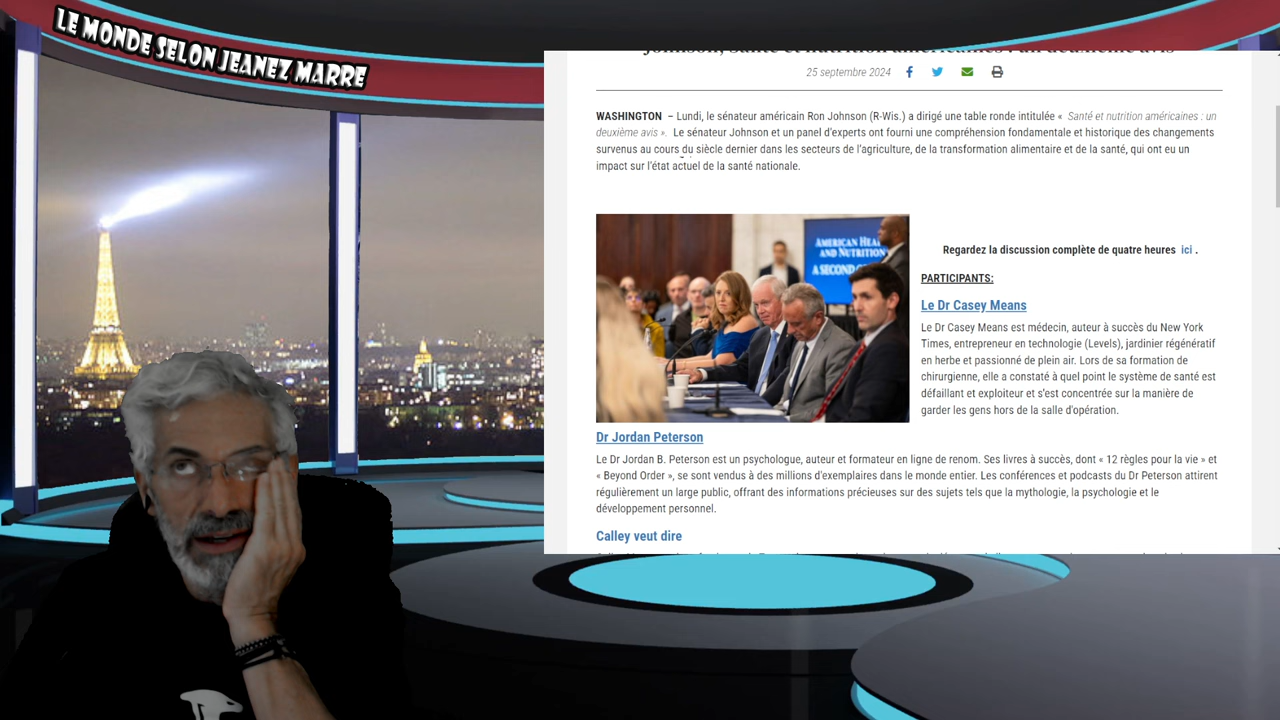 LE MONDE SELON JEANEZ MARRE
Johnson, Santé et nutrition américaines : un deuxième avis
25 septembre 2024
WASHINGTON – Lundi, le sénateur américain Ron Johnson (R-Wis.) a dirigé une table ronde intitulée « Santé et nutrition américaines : un
deuxième avis ». Le sénateur Johnson et un panel d'experts ont fourni une compréhension fondamentale et historique des changements
survenus au cours du siècle dernier dans les secteurs de l'agriculture, de la transformation alimentaire et de la santé, qui ont eu un
impact sur l'état actuel de la santé nationale.
AMERICAN HEA
AND NUTRITION
A SECOND
Regardez la discussion complète de quatre heures ici .
PARTICIPANTS:
Le Dr Casey Means
Le Dr Casey Means est médecin, auteur à succès du New York
Times, entrepreneur en technologie (Levels), jardinier régénératif
en herbe et passionné de plein air. Lors de sa formation de
chirurgienne, elle a constaté à quel point le système de santé est
défaillant et exploiteur et s'est concentrée sur la manière de
garder les gens hors de la salle d'opération.
Dr Jordan Peterson
Le Dr Jordan B. Peterson est un psychologue, auteur et formateur en ligne de renom. Ses livres à succès, dont « 12 règles pour la vie » et
« Beyond Order », se sont vendus à des millions d'exemplaires dans le monde entier. Les conférences et podcasts du Dr Peterson attirent
régulièrement un large public, offrant des informations précieuses sur des sujets tels que la mythologie, la psychologie et le
développement personnel.
Calley veut dire